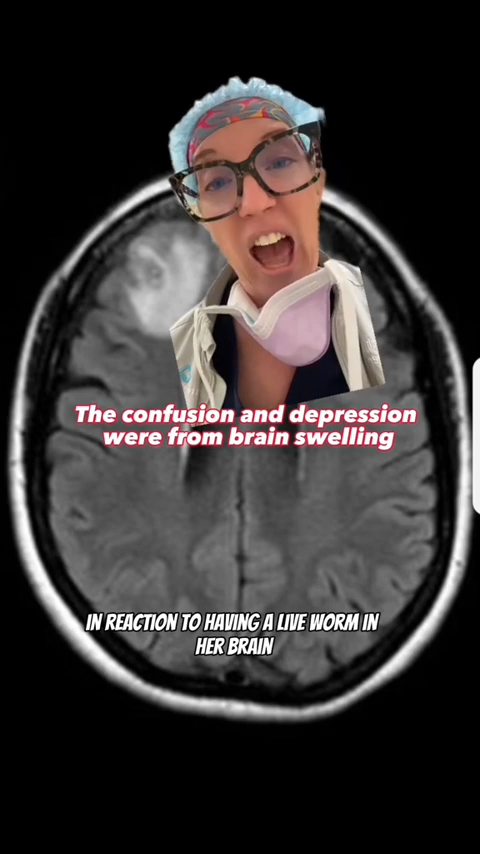 The confusion and depression
were from brain swelling
IN REACTION TO HAVING A LIVE WORM IN
HER BRAIN